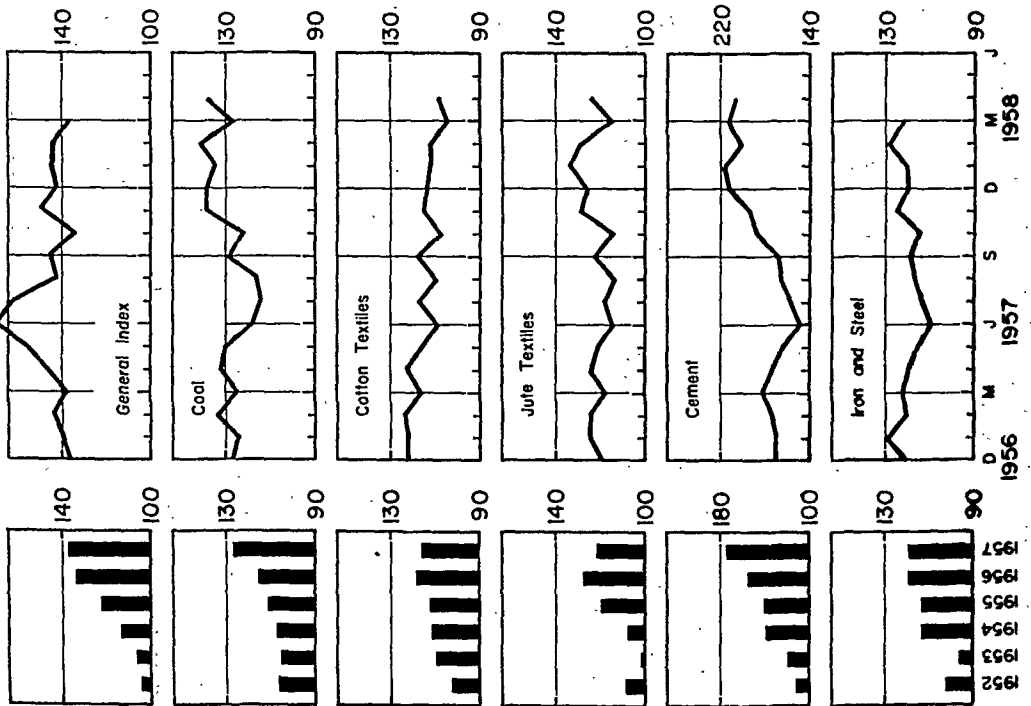 140
100
General Index
140
100
130
90
Coal
130
90
130
90
Cotton Textiles
130
90
140
100
Jute Textiles
140
100
180
100
Cement
220
140
130
90
Iron and Steel
130
90
1952
1953
1954
1955
1956
1957
D
M
J
S
D
M
J
1956
1957
1958